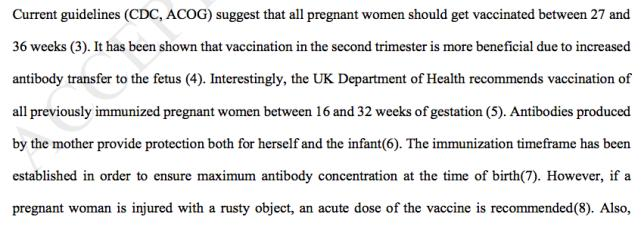 Current guidelines (CDC, ACOG) suggest that all pregnant women should get vaccinated between 27 and
36 weeks (3). It has been shown that vaccination in the second trimester is more beneficial due to increased
antibody transfer to the fetus (4). Interestingly, the UK Department of Health recommends vaccination of
all previously immunized pregnant women between 16 and 32 weeks of gestation (5). Antibodies produced
by the mother provide protection both for herself and the infant(6). The immunization timeframe has been
established in order to ensure maximum antibody concentration at the time of birth(7). However, if a
pregnant woman is injured with a rusty object, an acute dose of the vaccine is recommended(8). Also,
ACCEP